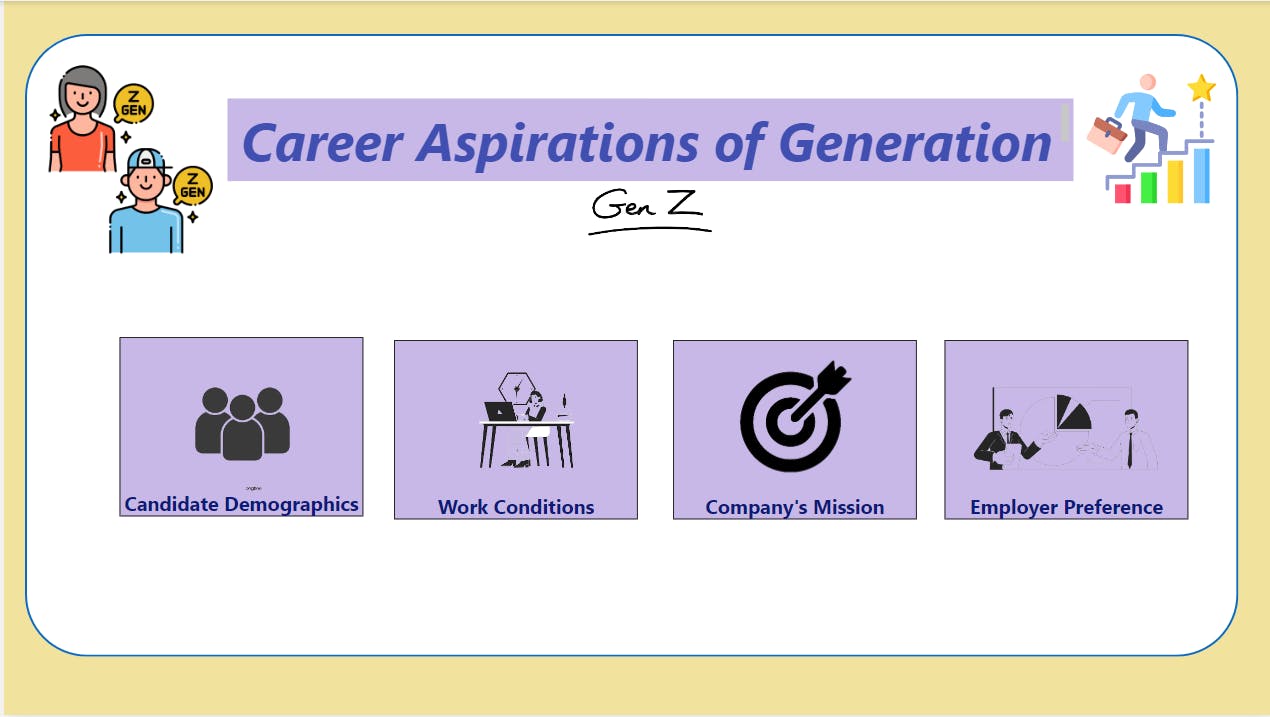 Z
GEN
Z
GEN
Career Aspirations of Generation
Gen Z
Candidate Demographics
Work Conditions
Company's Mission
Employer Preference